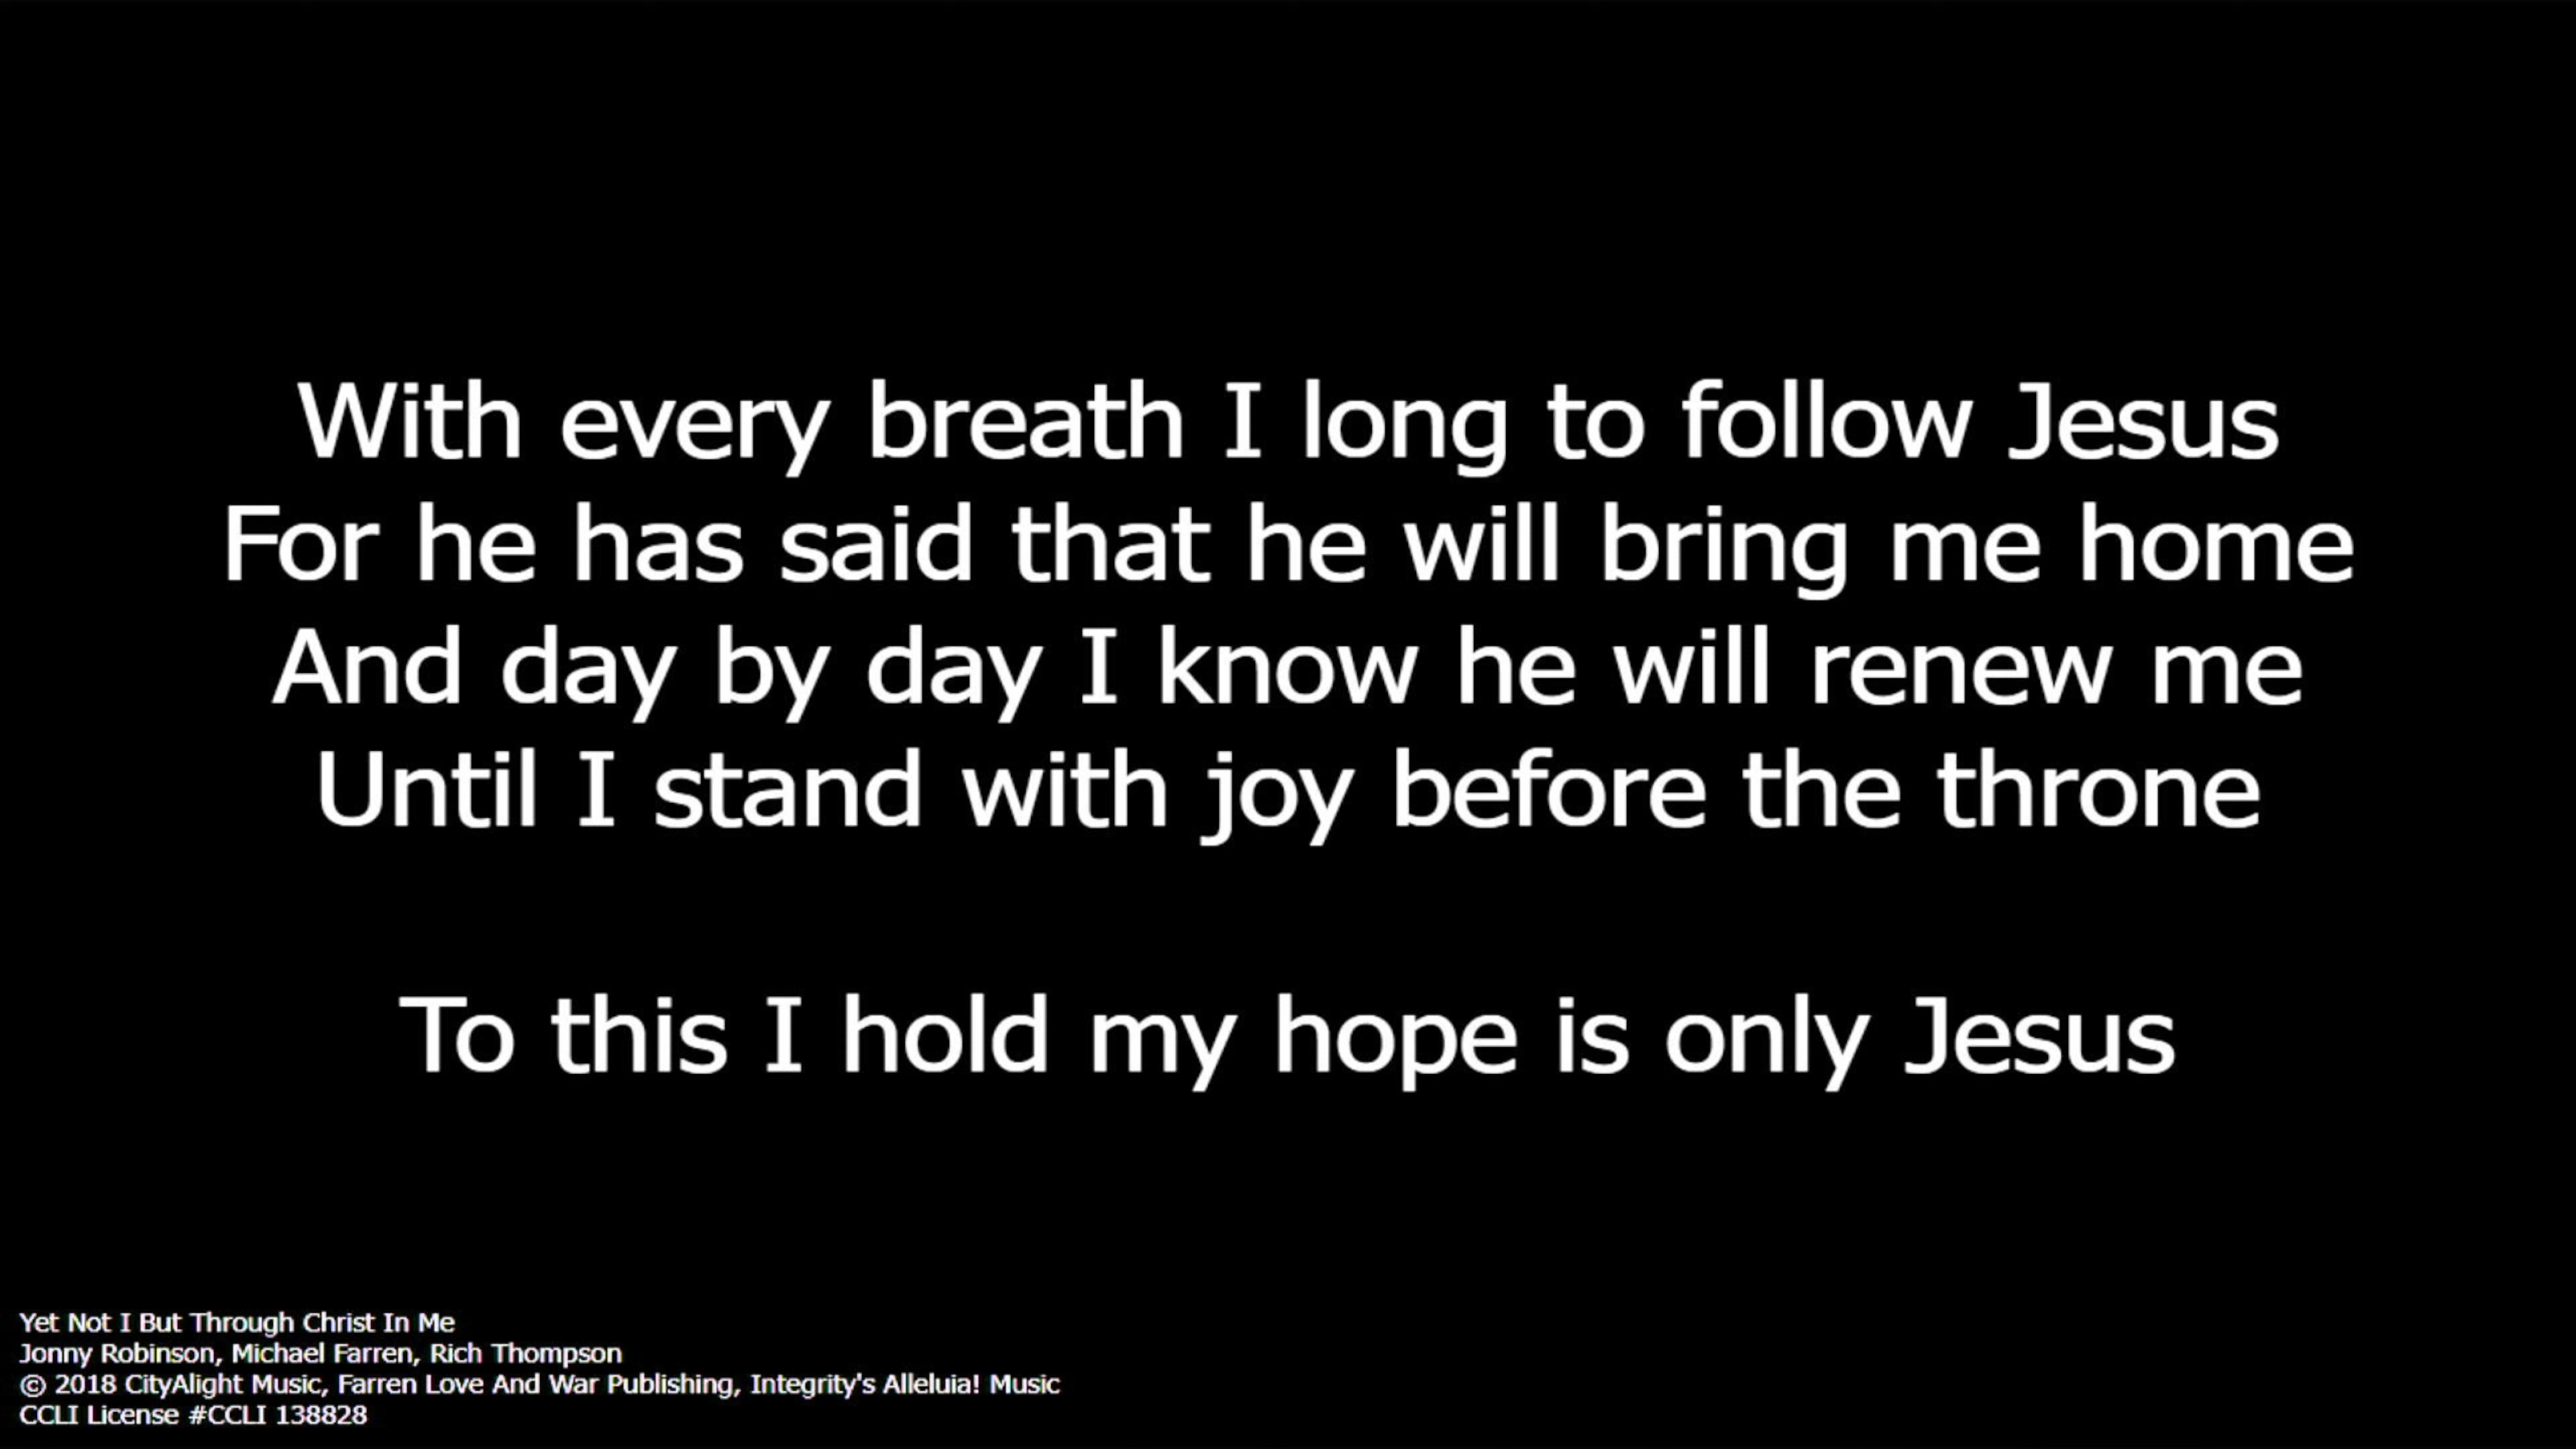 With every breath I long to follow Jesus
For he has said that he will bring me home
And day by day I know he will renew me
Until I stand with joy before the throne
To this I hold my hope is only Jesus
Yet Not I But Through Christ In Me
Jonny Robinson, Michael Farren, Rich Thompson
© 2018 CityAlight Music, Farren Love And War Publishing, Integrity's Alleluia! Music
CCLI License #CCLI 138828